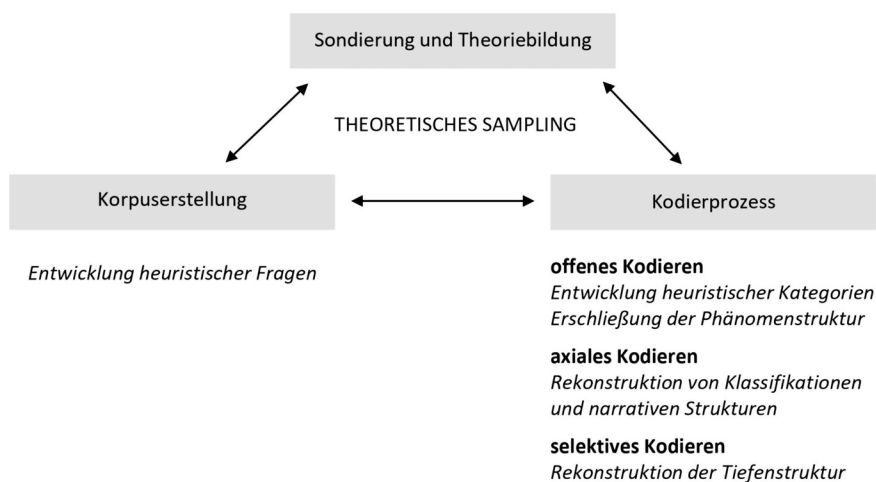 Sondierung und Theoriebildung
THEORETISCHES SAMPLING
Korpuserstellung
Kodierprozess
Entwicklung heuristischer Fragen
offenes Kodieren
Entwicklung heuristischer Kategorien
Erschließung der Phänomenstruktur
axiales Kodieren
Rekonstruktion von Klassifikationen
und narrativen Strukturen
selektives Kodieren
Rekonstruktion der Tiefenstruktur